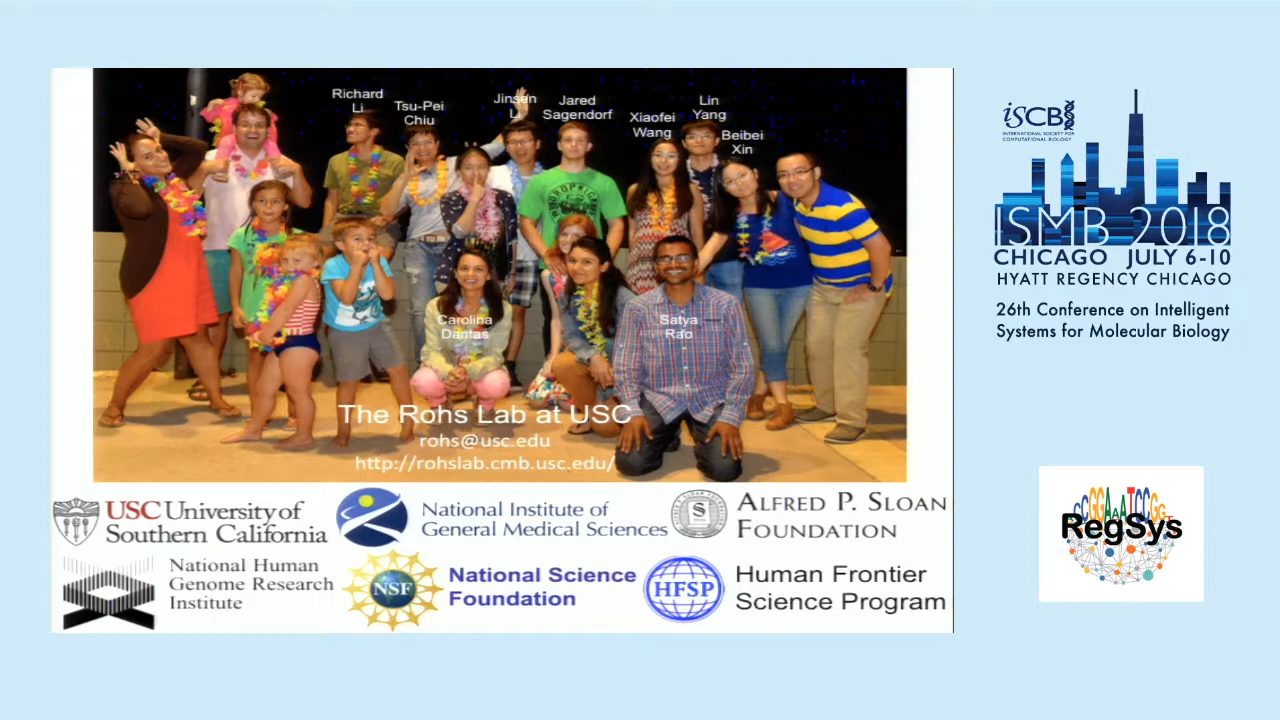 Richard
Li
Tsu-Pei
Chiu
Jinsen
Li
Jared
Sagendorf
Xiaofei
Wang
Lin
Yang
Beibei
Xin
Carolina
Dantas
Satya
Rao
The Rohs Lab at USC
rohs@usc.edu
http://rohslab.cmb.usc.edu/
USC University of
Southern California
National Institute of
General Medical Sciences
ALFRED P. SLOAN
FOUNDATION
National Human
Genome Research
Institute
NSF
National Science
Foundation
HFSP
Human Frontier
Science Program
iSCB
INTERNATIONAL SOCIETY FOR
COMPUTATIONAL BIOLOGY
ISMB 2018
CHICAGO JULY 6-10
HYATT REGENCY CHICAGO
26th Conference on Intelligent
Systems for Molecular Biology
CCGGAAATCCGG
RegSys